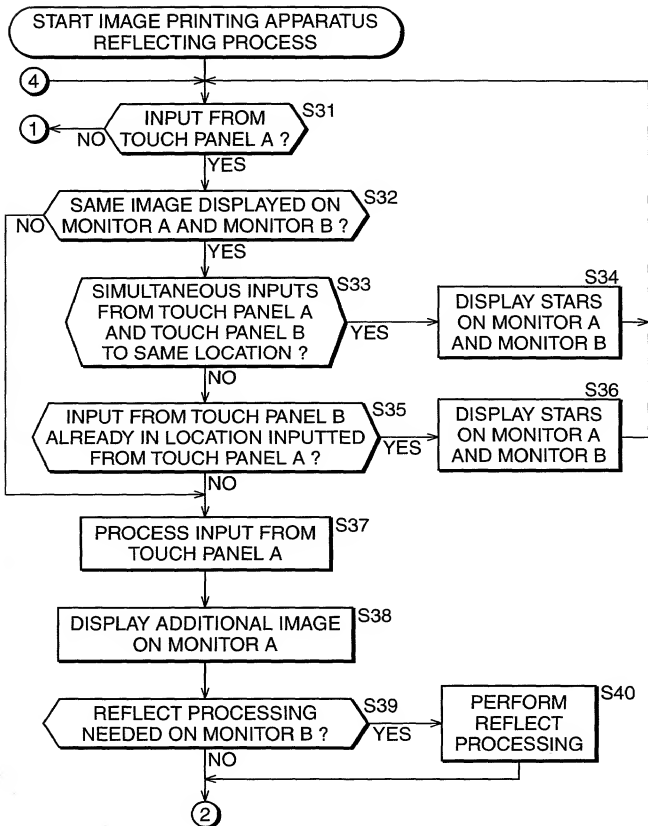 START IMAGE PRINTING APPARATUS
REFLECTING PROCESS
4
INPUT FROM
TOUCH PANEL A ?
S31
1
NO
YES
SAME IMAGE DISPLAYED ON
MONITOR A AND MONITOR B ?
S32
NO
YES
SIMULTANEOUS INPUTS
FROM TOUCH PANEL A
AND TOUCH PANEL B
TO SAME LOCATION ?
S33
YES
NO
S34
DISPLAY STARS
ON MONITOR A
AND MONITOR B
INPUT FROM TOUCH PANEL B
ALREADY IN LOCATION INPUTTED
FROM TOUCH PANEL A ?
S35
YES
NO
S36
DISPLAY STARS
ON MONITOR A
AND MONITOR B
PROCESS INPUT FROM
TOUCH PANEL A
S37
DISPLAY ADDITIONAL IMAGE
ON MONITOR A
S38
REFLECT PROCESSING
NEEDED ON MONITOR B ?
S39
YES
NO
PERFORM
REFLECT
PROCESSING
S40
2